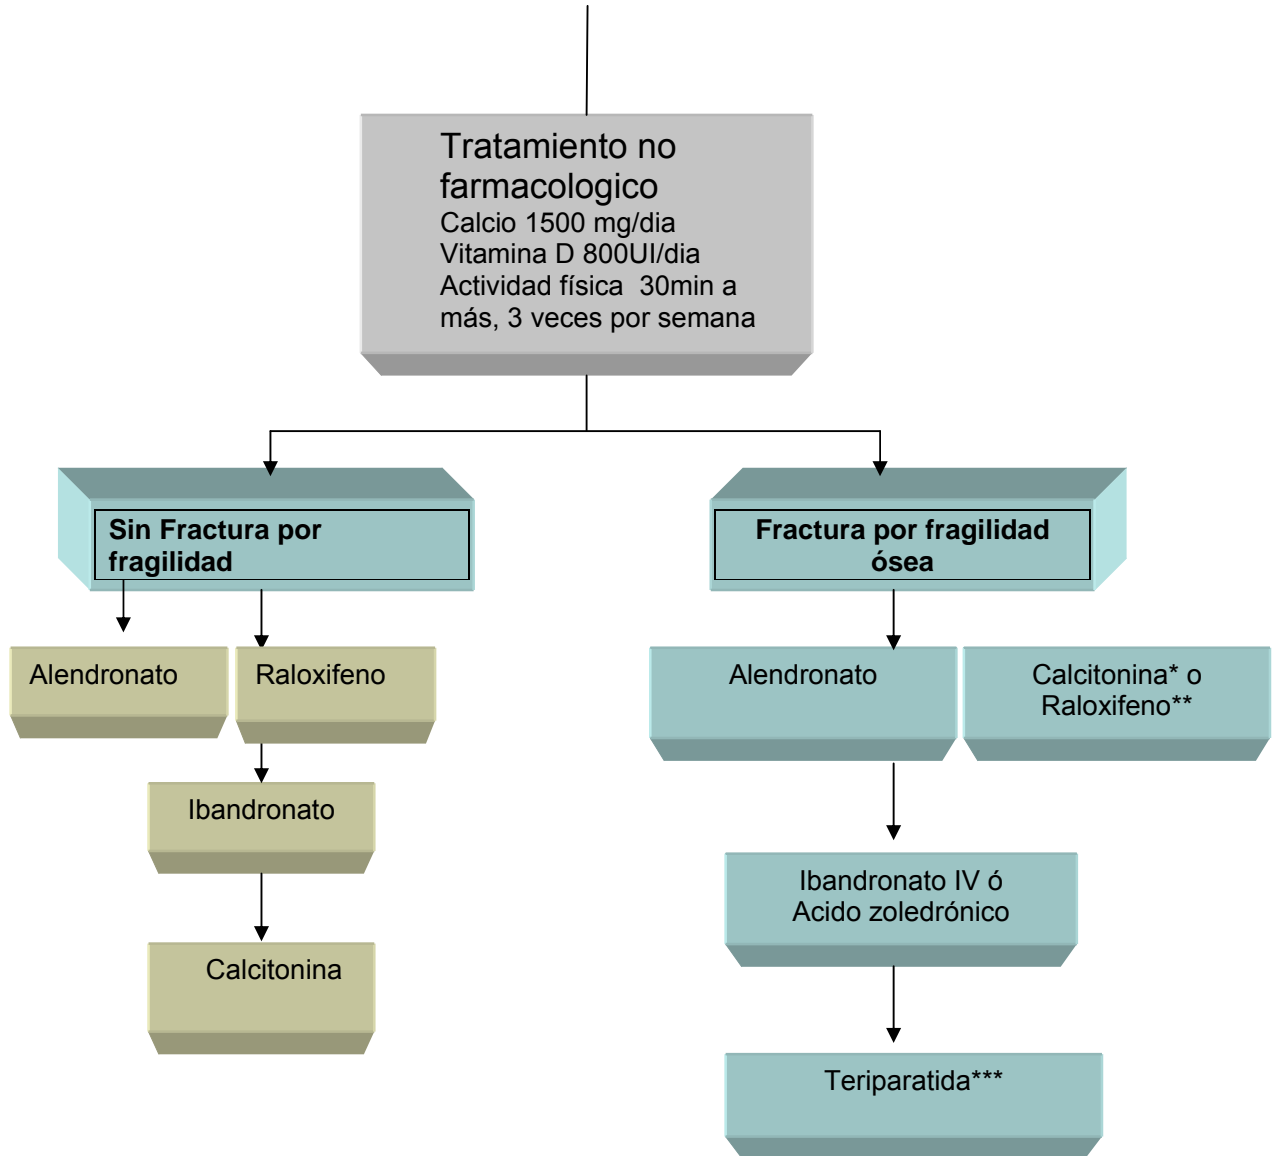 Tratamiento no
farmacologico
Calcio 1500 mg/dia
Vitamina D 800UI/dia
Actividad física  30min a
más, 3 veces por semana
Sin Fractura por
fragilidad
Fractura por fragilidad
ósea
Alendronato
Raloxifeno
Alendronato
Calcitonina* o
Raloxifeno**
Ibandronato
Ibandronato IV ó
Acido zoledrónico
Calcitonina
Teriparatida***